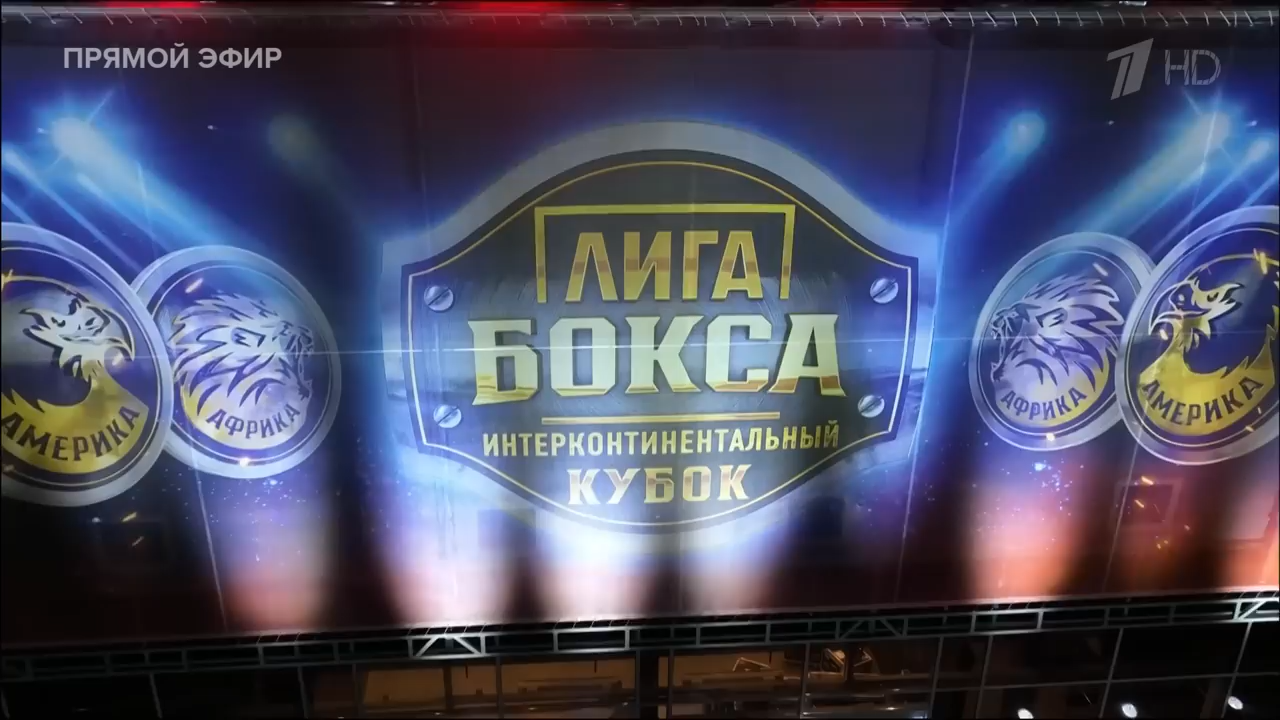 ПРЯМОЙ ЭФИР
1 HD
ЛИГА
БОКСА
ИНТЕРКОНТИНЕНТАЛЬНЫЙ
КУБОК
АМЕРИКА
АФРИКА
АФРИКА
АМЕРИКА